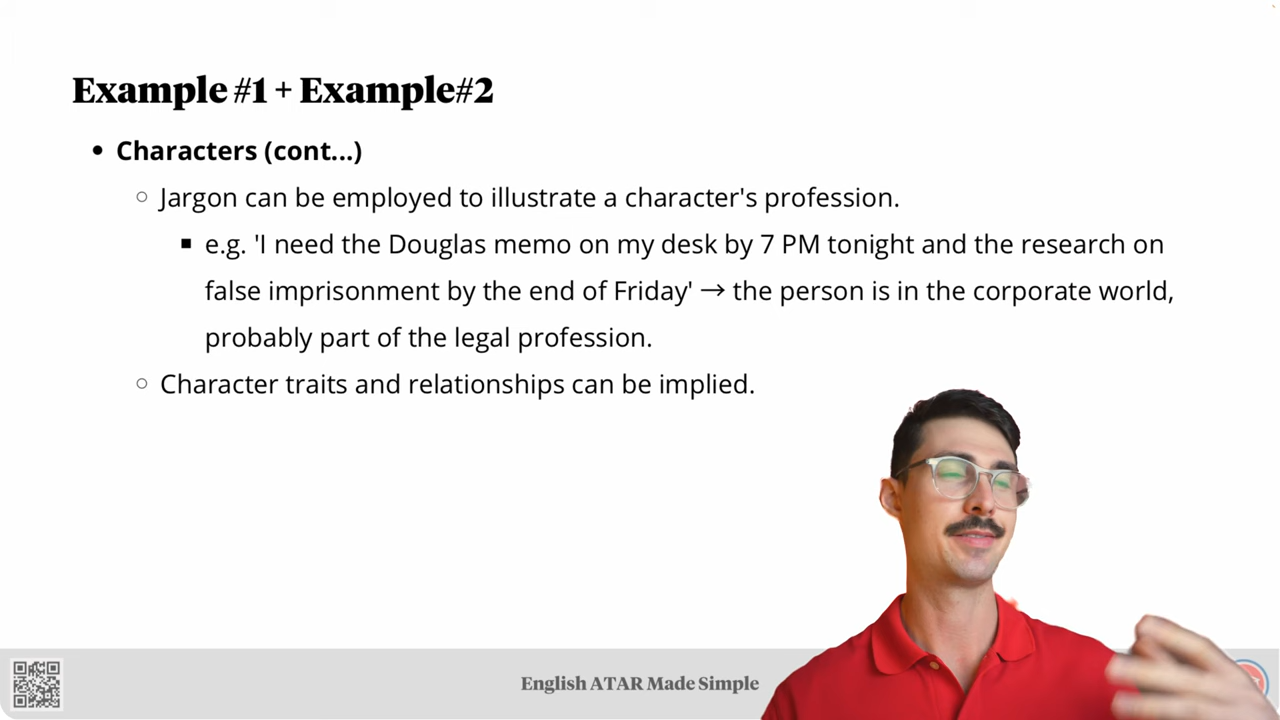 Example #1 + Example#2
• Characters (cont...)
○ Jargon can be employed to illustrate a character's profession.
■ e.g. 'I need the Douglas memo on my desk by 7 PM tonight and the research on
false imprisonment by the end of Friday' → the person is in the corporate world,
probably part of the legal profession.
○ Character traits and relationships can be implied.
English ATAR Made Simple